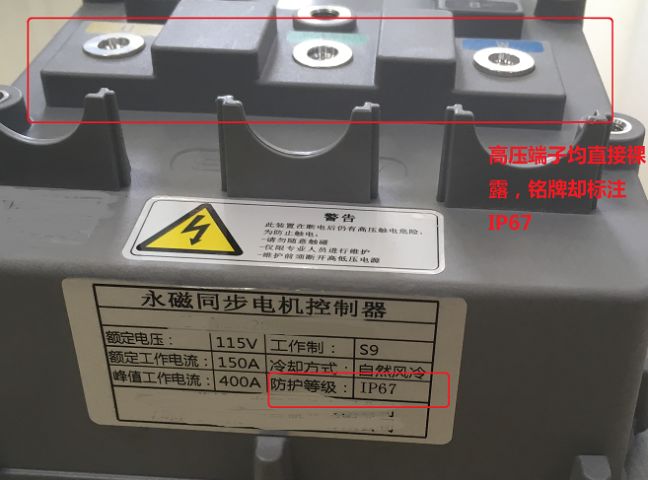 高压端子均直接裸
露，铭牌却标注
IP67
警告
此装置在断电后仍有高压触电危险,
为防止触电,
-请勿随意触碰
-仅限专业人员进行维护
-维护前须断开高低压电源
永磁同步电机控制器
额定电压： 115V 工作制： S9
额定工作电流： 150A 冷却方式： 自然风冷
峰值工作电流： 400A 防护等级： IP67